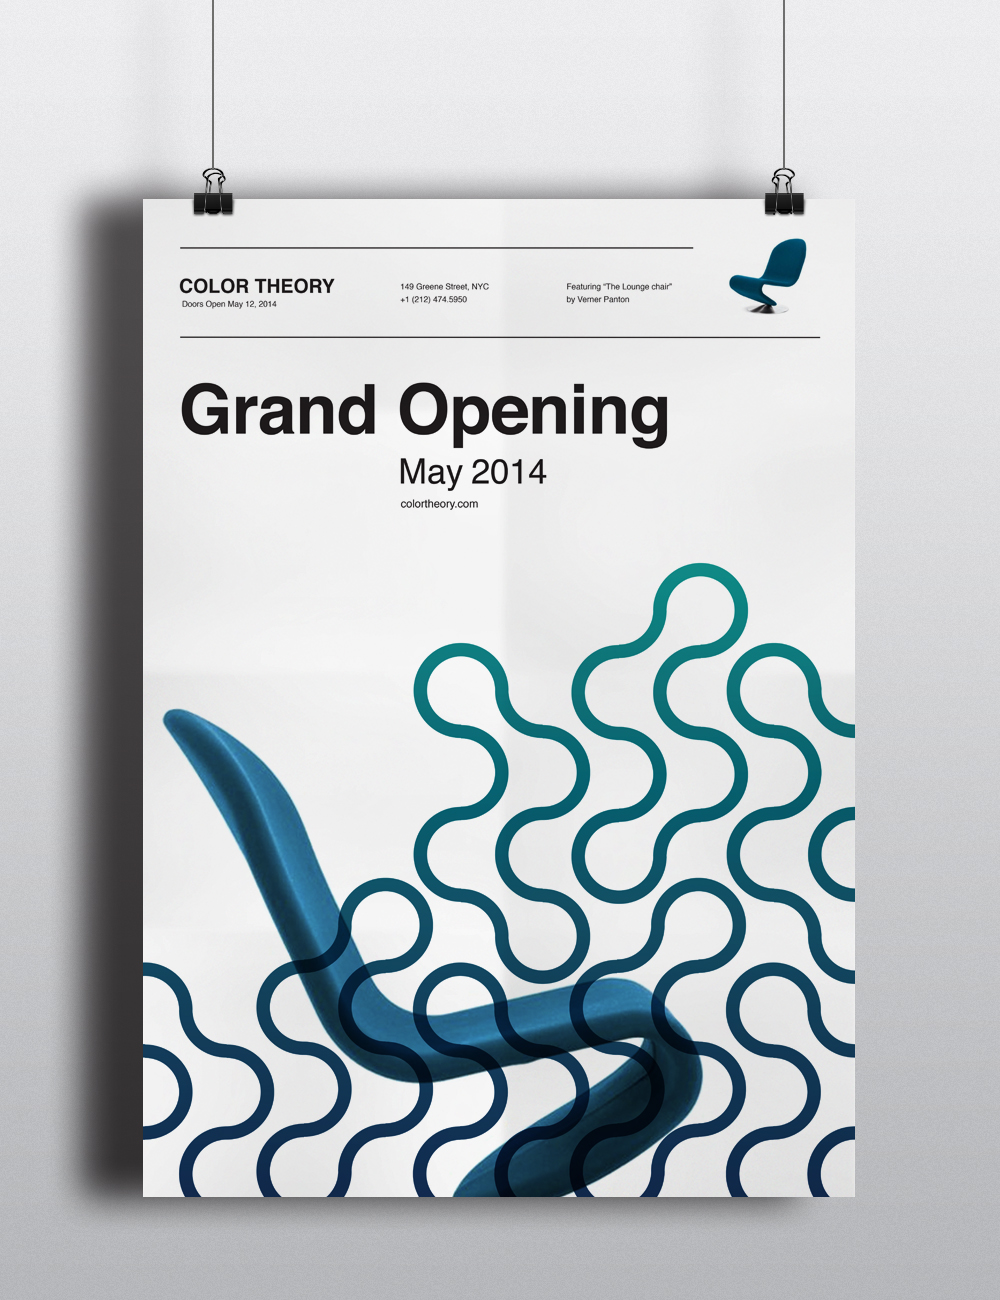 COLOR THEORY
Doors Open May 12, 2014
149 Greene Street, NYC
+1 (212) 474.5950
Featuring “The Lounge chair”
by Verner Panton
Grand Opening
May 2014
colortheory.com